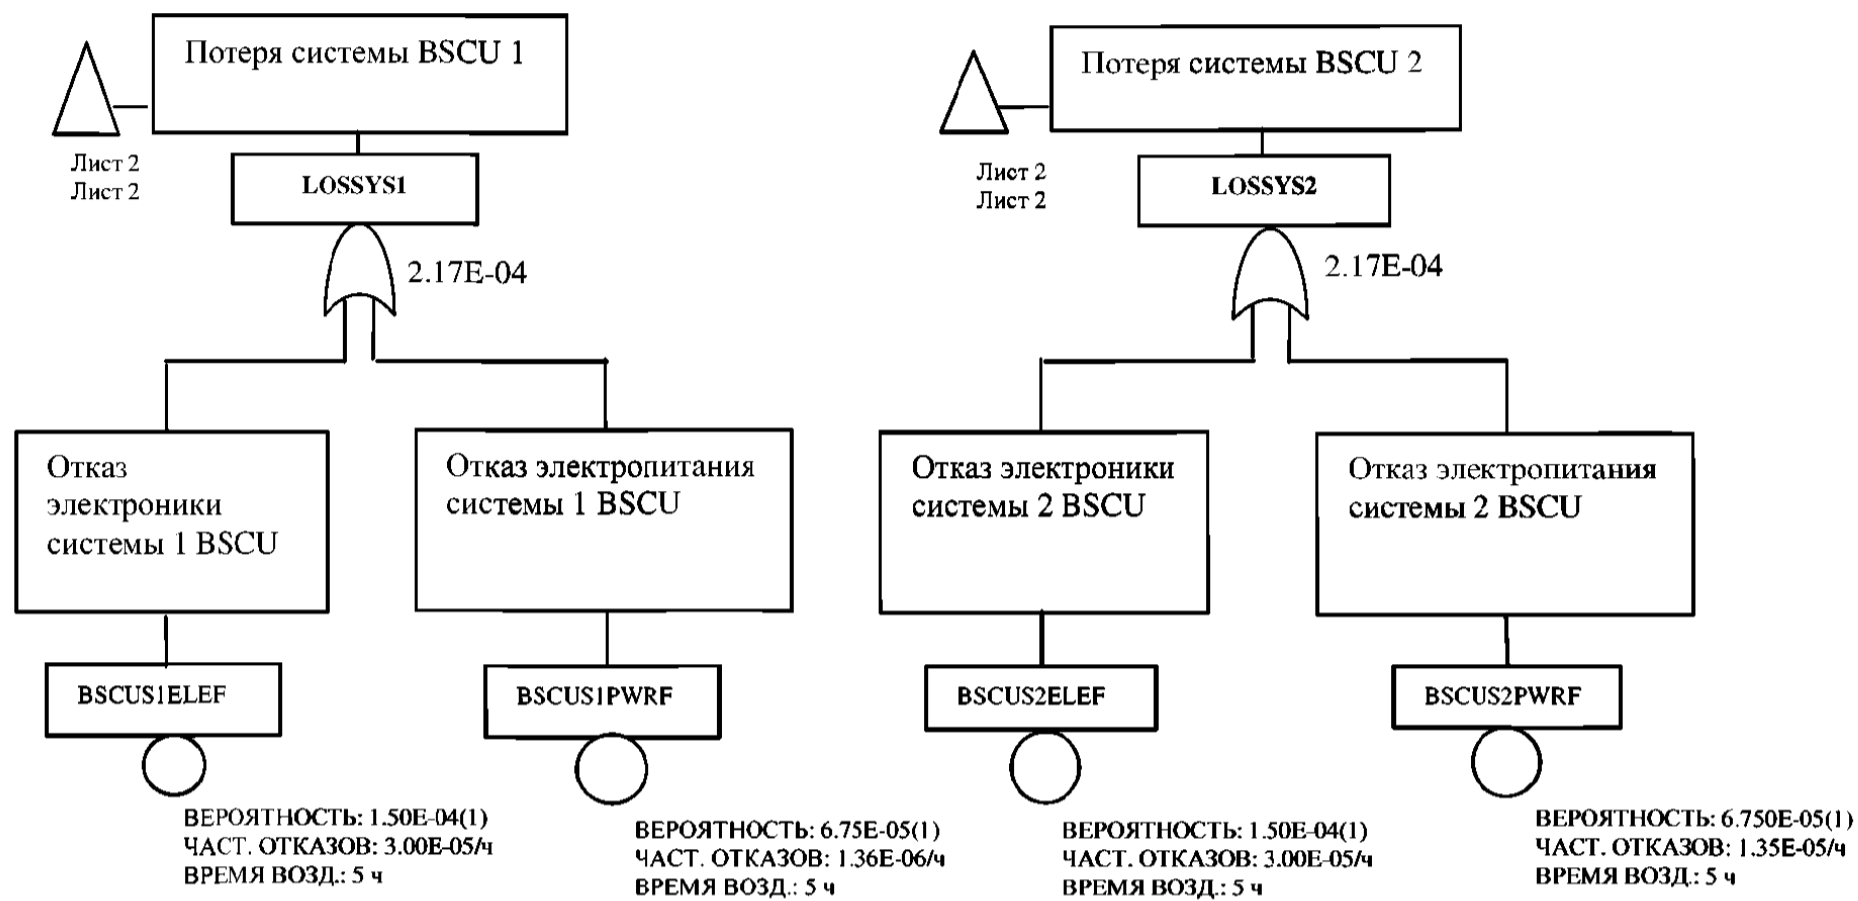 Потеря системы BSCU 1
Лист 2
Лист 2
LOSSYS1
2.17E-04
Отказ
электроники
системы 1 BSCU
Отказ электропитания
системы 1 BSCU
BSCUS1ELEF
BSCUS1PWRF
ВЕРОЯТНОСТЬ: 1.50E-04(1)
ЧАСТ. ОТКАЗОВ: 3.00E-05/ч
ВРЕМЯ ВОЗД.: 5 ч
ВЕРОЯТНОСТЬ: 6.75E-05(1)
ЧАСТ. ОТКАЗОВ: 1.36E-06/ч
ВРЕМЯ ВОЗД.: 5 ч
Потеря системы BSCU 2
Лист 2
Лист 2
LOSSYS2
2.17E-04
Отказ электроники
системы 2 BSCU
Отказ электропитания
системы 2 BSCU
BSCUS2ELEF
BSCUS2PWRF
ВЕРОЯТНОСТЬ: 1.50E-04(1)
ЧАСТ. ОТКАЗОВ: 3.00E-05/ч
ВРЕМЯ ВОЗД.: 5 ч
ВЕРОЯТНОСТЬ: 6.750E-05(1)
ЧАСТ. ОТКАЗОВ: 1.35E-05/ч
ВРЕМЯ ВОЗД.: 5 ч